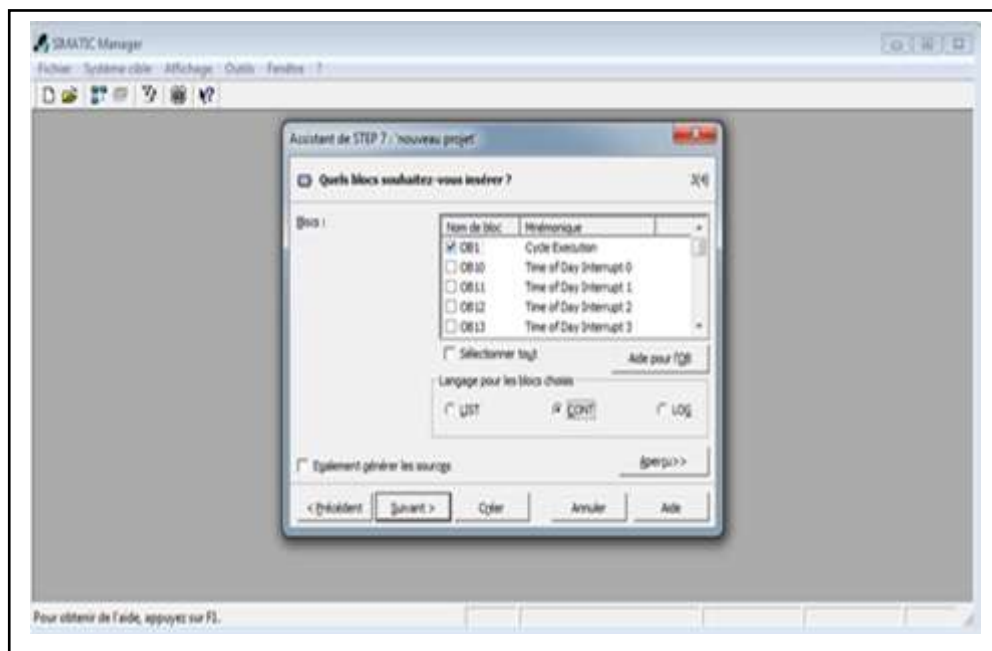 SIMATIC Manager
Fichier Système cible Affichage Outils Fenêtre ?
Assistant de STEP 7 : 'nouveau projet'
Quels blocs souhaitez-vous insérer ?
3(4)
Blocs :
Nom de bloc Mnémonique
OB1 Cycle Execution
OB10 Time of Day Interrupt 0
OB11 Time of Day Interrupt 1
OB12 Time of Day Interrupt 2
OB13 Time of Day Interrupt 3
Sélectionner tout
Aide pour l'OB
Langage pour les blocs choisis
LIST CONT LOG
Egalement générer les sources
Aperçu>>
< Précédent Suivant > Créer Annuler Aide
Pour obtenir de l'aide, appuyez sur F1.